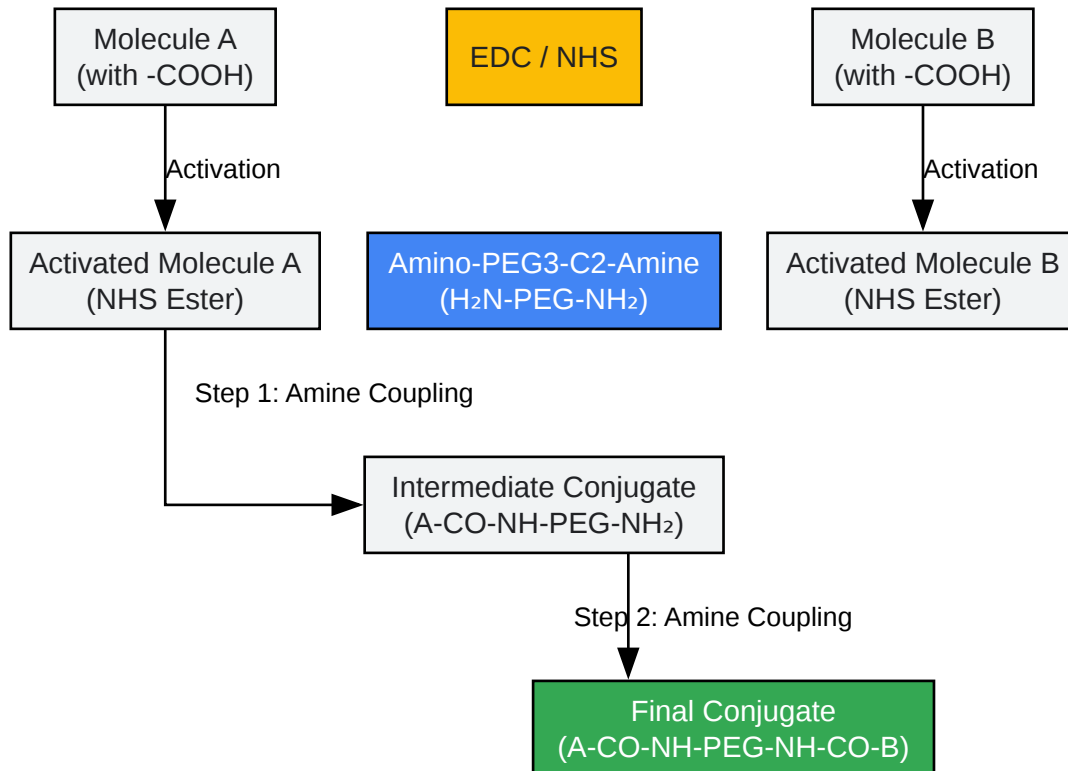 Molecule A
(with -COOH)
EDC / NHS
Molecule B
(with -COOH)
Activation
Activation
Activated Molecule A
(NHS Ester)
Amino-PEG3-C2-Amine
(H₂N-PEG-NH₂)
Activated Molecule B
(NHS Ester)
Step 1: Amine Coupling
Intermediate Conjugate
(A-CO-NH-PEG-NH₂)
Step 2: Amine Coupling
Final Conjugate
(A-CO-NH-PEG-NH-CO-B)